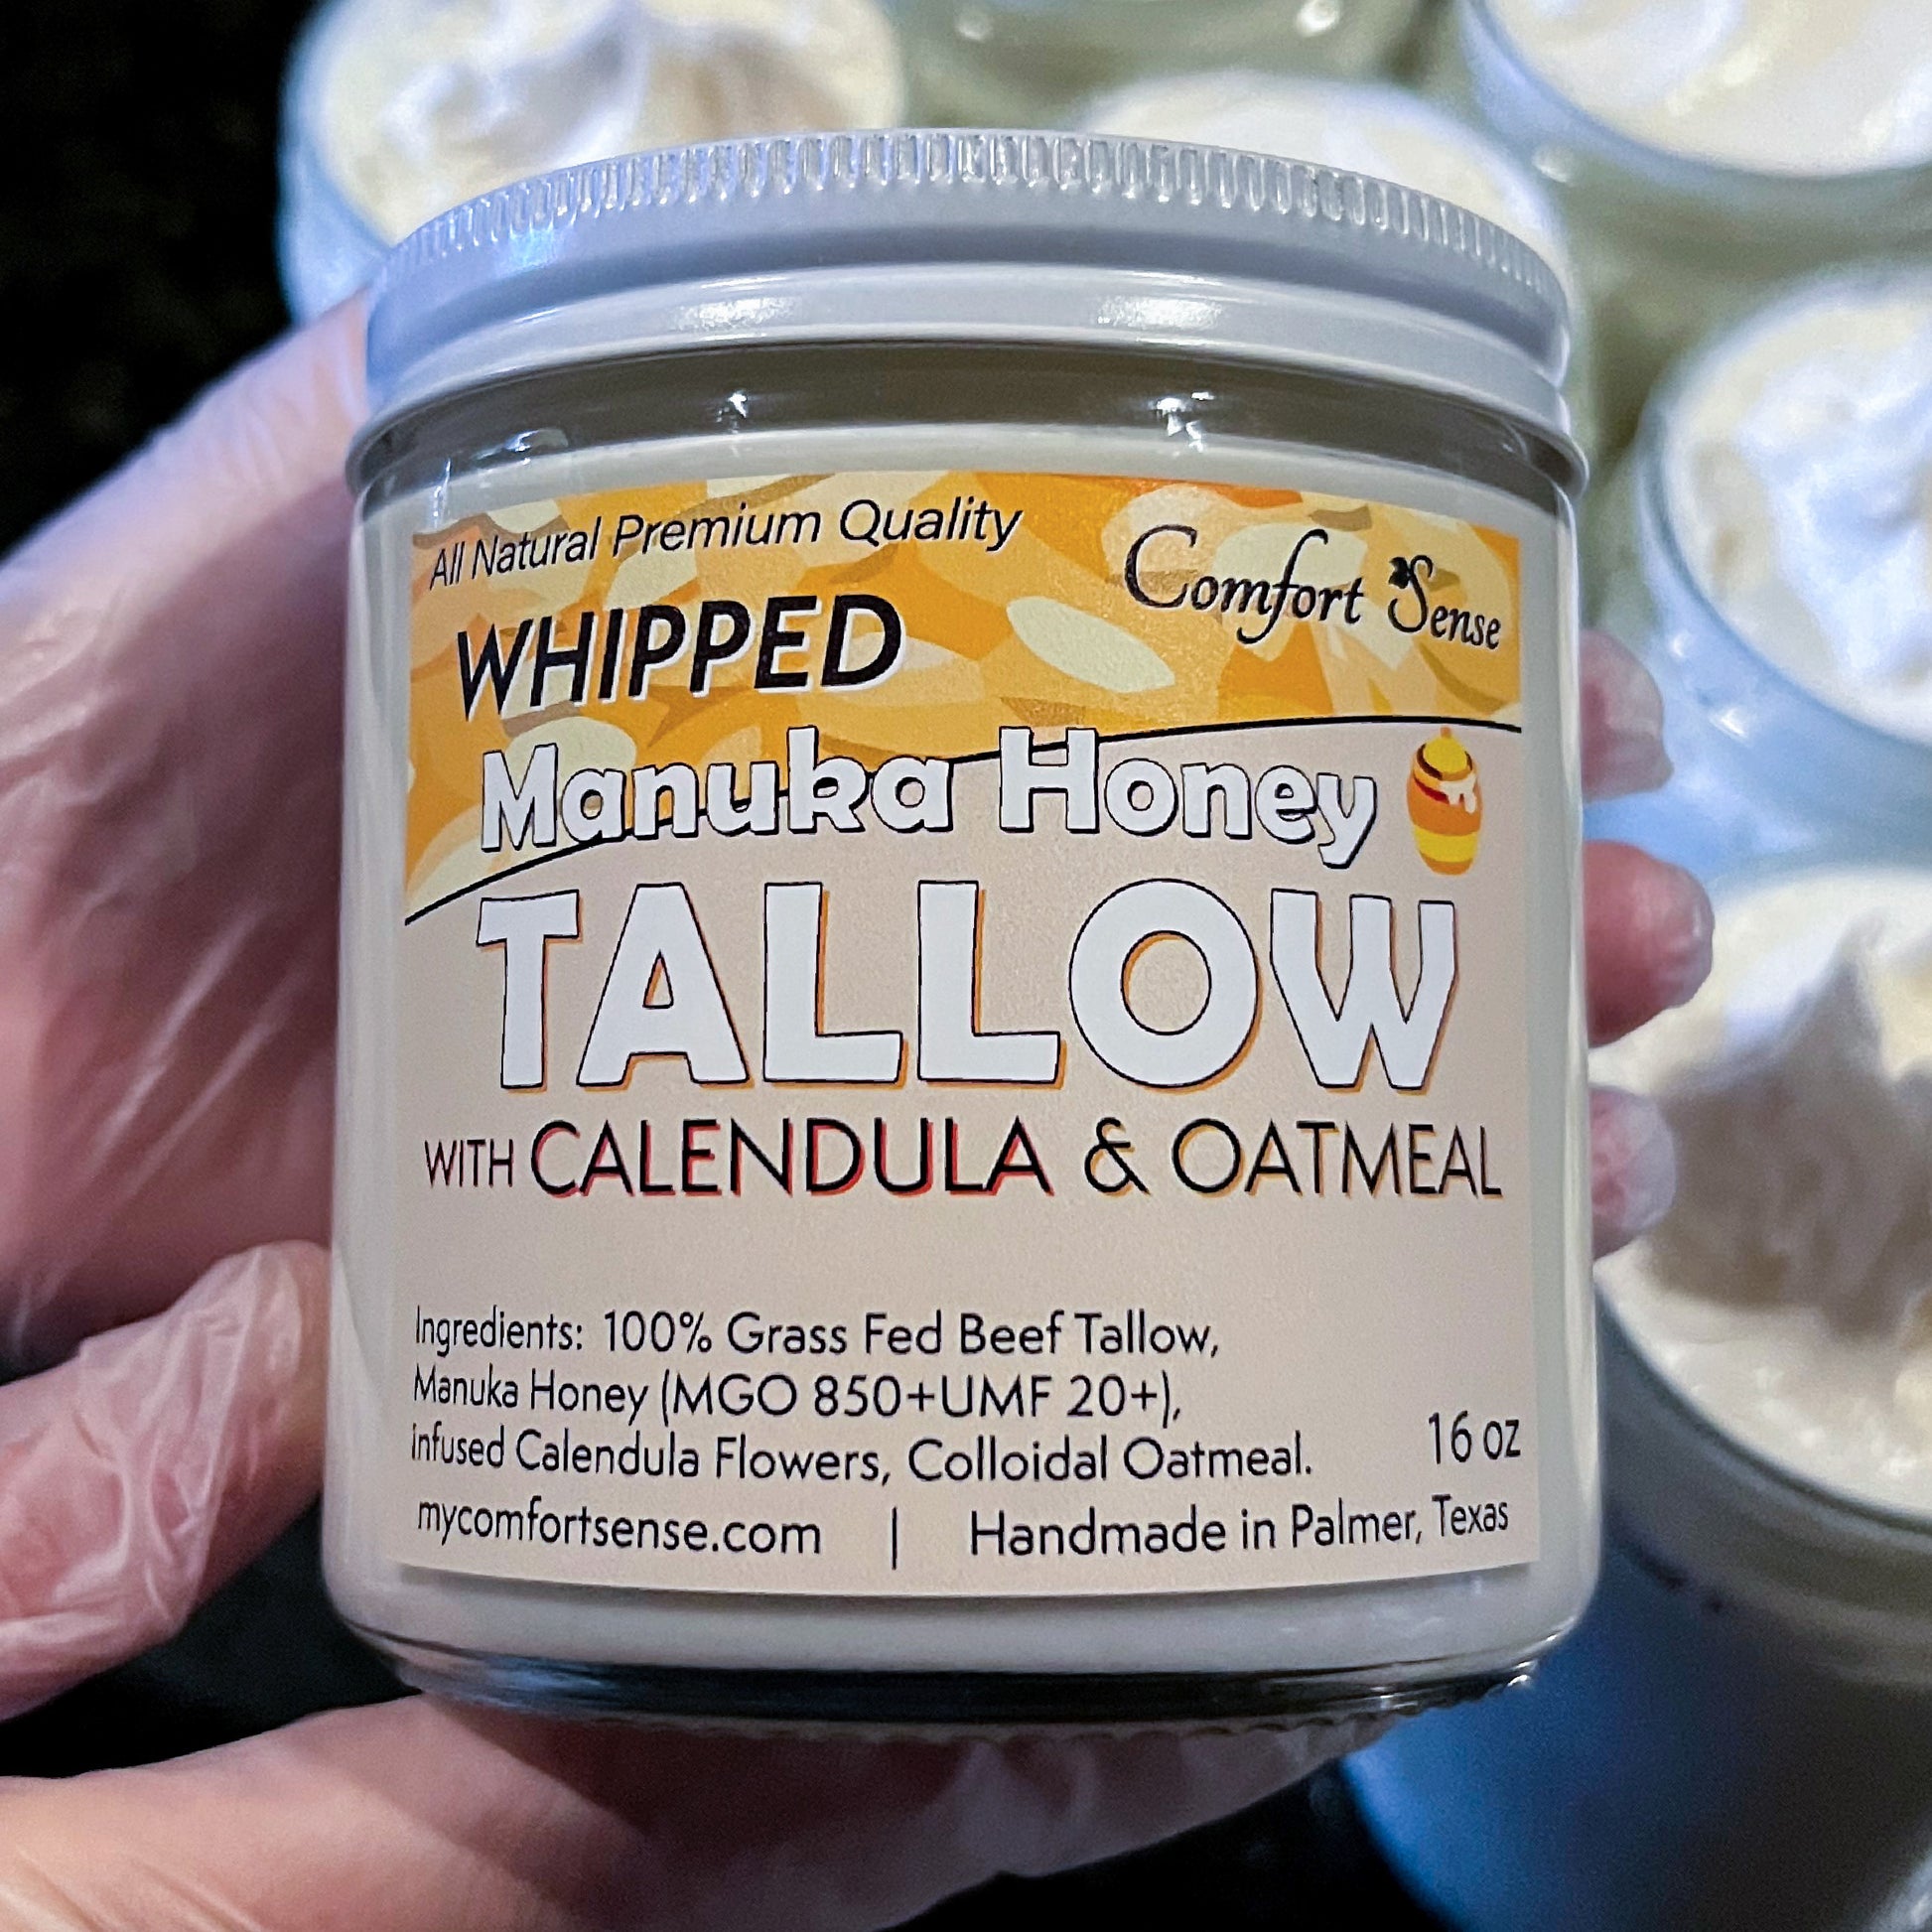 All Natural Premium Quality
Comfort Sense
WHIPPED
Manuka Honey
TALLOW
WITH CALENDULA & OATMEAL
Ingredients: 100% Grass Fed Beef Tallow,
Manuka Honey (MGO 850+UMF 20+),
infused Calendula Flowers, Colloidal Oatmeal.
16 oz
mycomfortsense.com | Handmade in Palmer, Texas